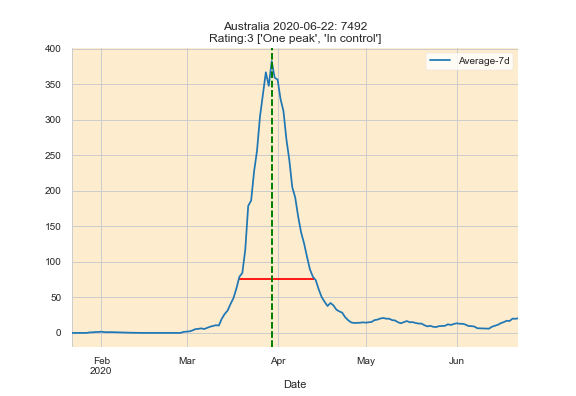 Australia 2020-06-22: 7492
Rating:3 ['One peak', 'In control']
Average-7d
400
350
300
250
200
150
100
50
0
Feb
2020
Mar
Apr
May
Jun
Date